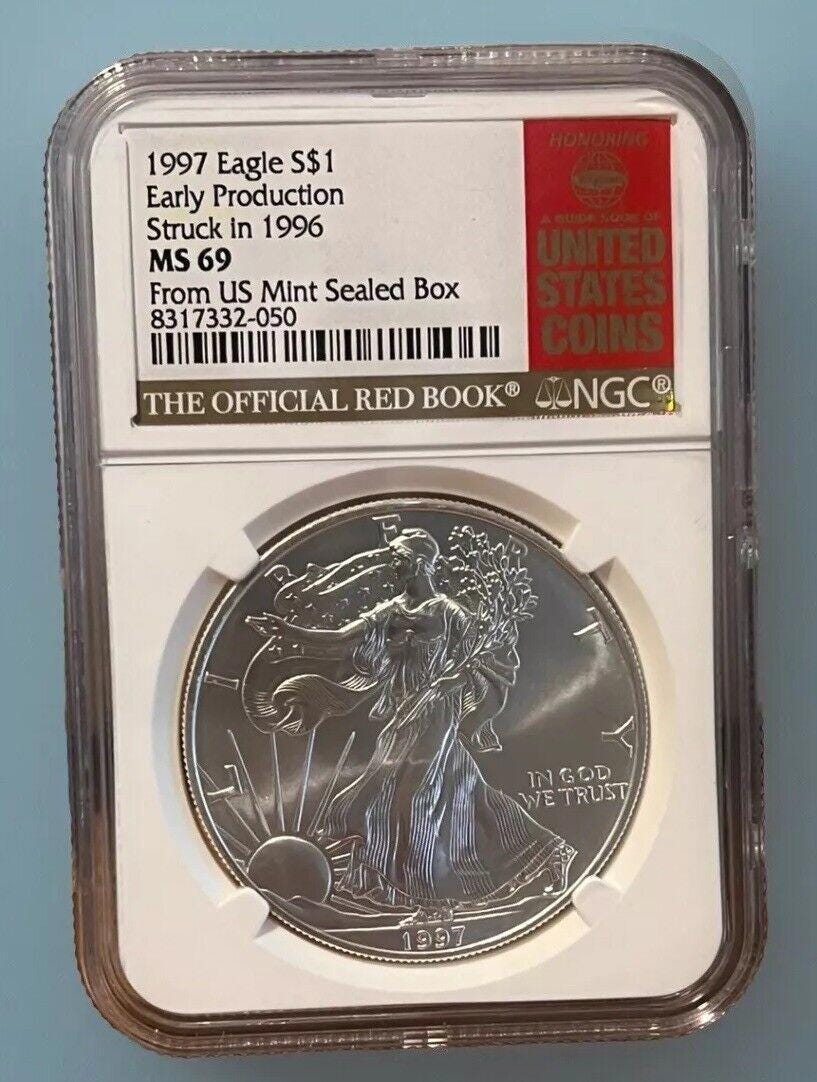 1997 Eagle S$1
Early Production
Struck in 1996
MS 69
From US Mint Sealed Box
8317332-050
HONORING
A GUIDE BOOK OF
UNITED
STATES
COINS
THE OFFICIAL RED BOOK® NGC®
LIBERTY
IN GOD
WE TRUST
1997